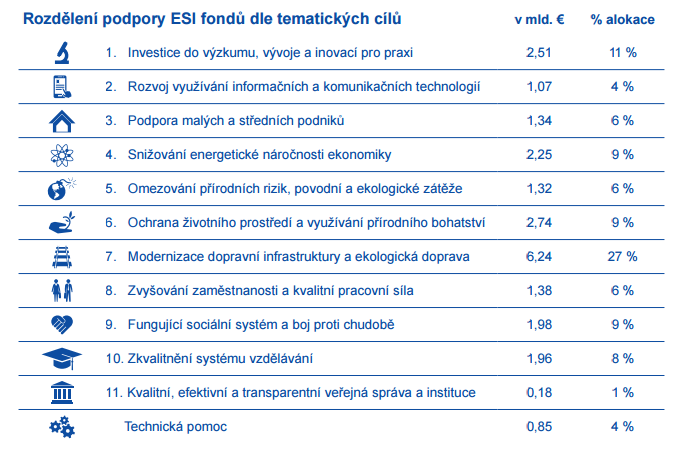 Rozdělení podpory ESI fondů dle tematických cílů v mld. € % alokace
1. Investice do výzkumu, vývoje a inovací pro praxi 2,51 11 %
2. Rozvoj využívání informačních a komunikačních technologií 1,07 4 %
3. Podpora malých a středních podniků 1,34 6 %
4. Snižování energetické náročnosti ekonomiky 2,25 9 %
5. Omezování přírodních rizik, povodní a ekologické zátěže 1,32 6 %
6. Ochrana životního prostředí a využívání přírodního bohatství 2,74 9 %
7. Modernizace dopravní infrastruktury a ekologická doprava 6,24 27 %
8. Zvyšování zaměstnanosti a kvalitní pracovní síla 1,38 6 %
9. Fungující sociální systém a boj proti chudobě 1,98 9 %
10. Zkvalitnění systému vzdělávání 1,96 8 %
11. Kvalitní, efektivní a transparentní veřejná správa a instituce 0,18 1 %
Technická pomoc 0,85 4 %